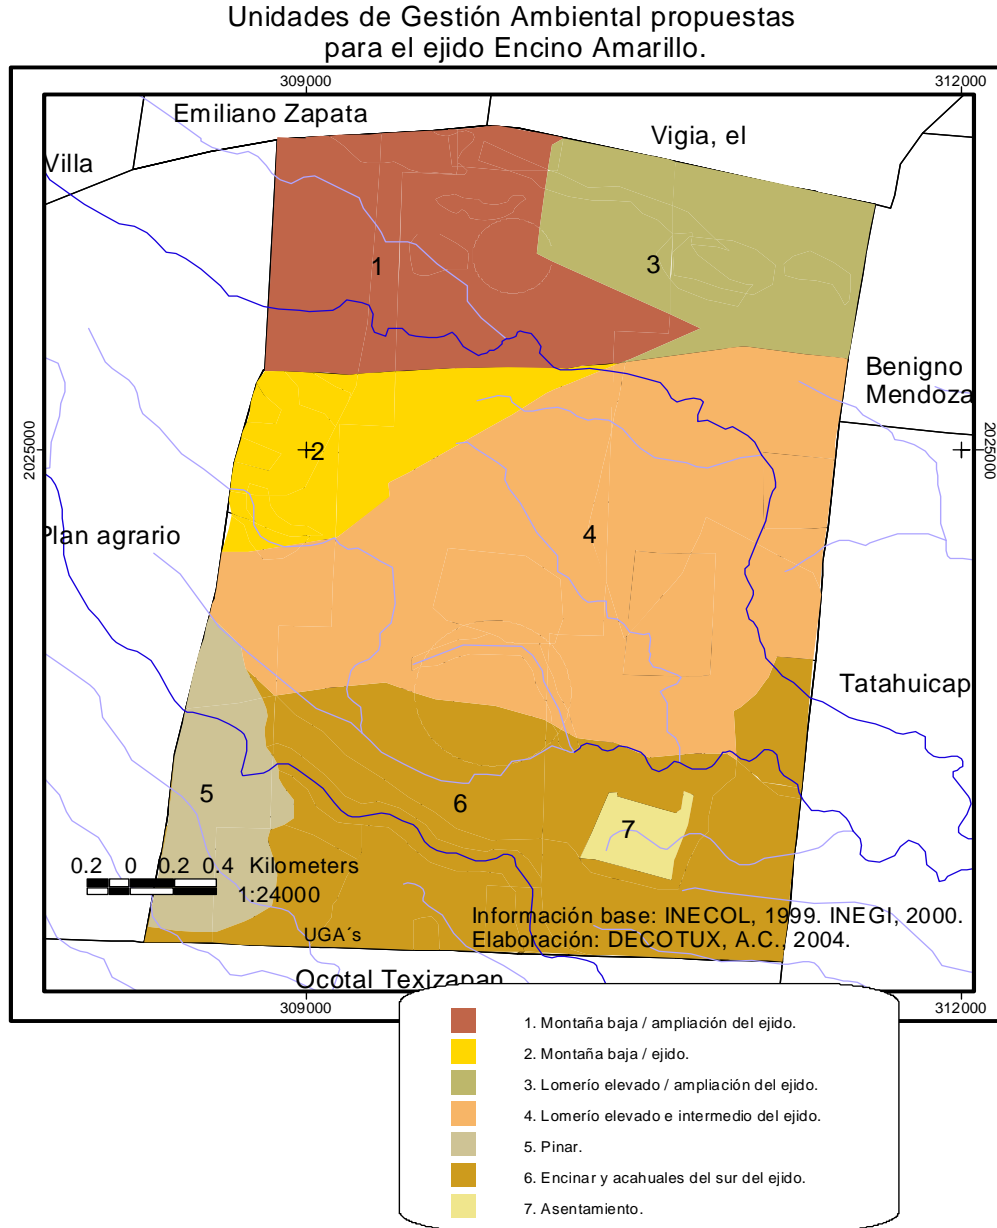 Unidades de Gestión Ambiental propuestas
para el ejido Encino Amarillo.
309000
312000
Emiliano Zapata
Vigia, el
Villa
1
3
Benigno
Mendoza
2025000
2
2025000
Plan agrario
4
Tatahuicap
5
6
7
0.2 0 0.2 0.4 Kilometers
1:24000
Información base: INECOL, 1999. INEGI, 2000.
Elaboración: DECOTUX, A.C., 2004.
UGA´s
Ocotal Texizapan
309000
312000
1. Montaña baja / ampliación del ejido.
2. Montaña baja / ejido.
3. Lomerío elevado / ampliación del ejido.
4. Lomerío elevado e intermedio del ejido.
5. Pinar.
6. Encinar y acahuales del sur del ejido.
7. Asentamiento.